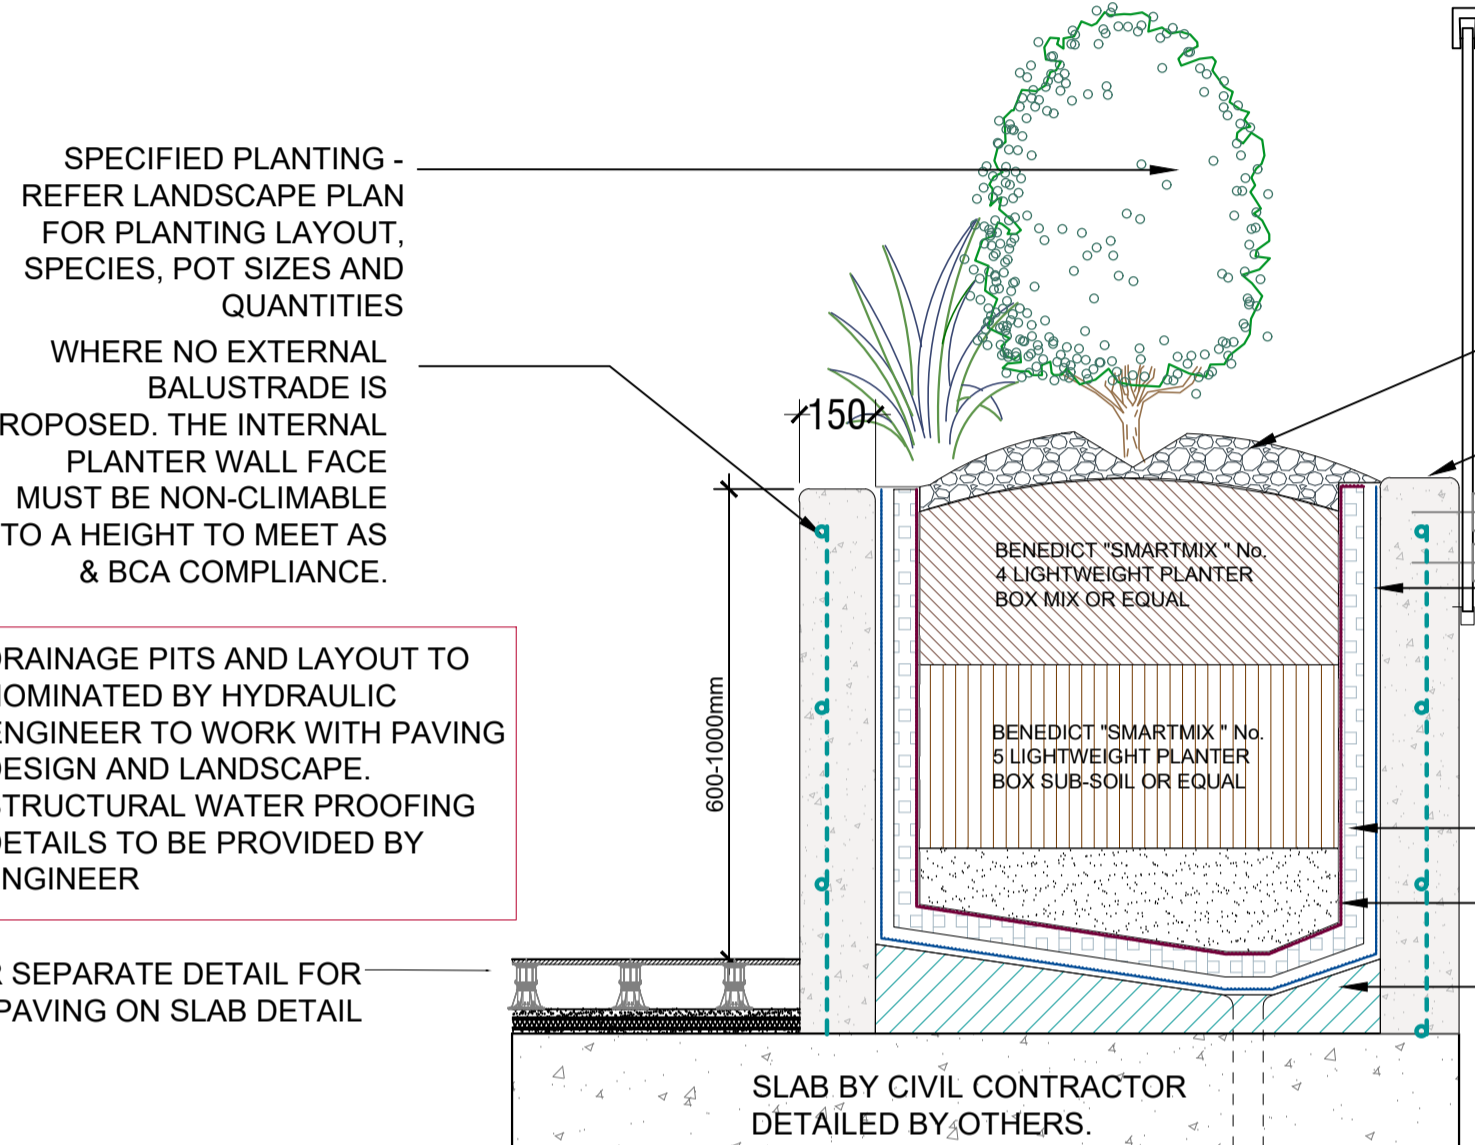 SPECIFIED PLANTING -
REFER LANDSCAPE PLAN
FOR PLANTING LAYOUT,
SPECIES, POT SIZES AND
QUANTITIES
WHERE NO EXTERNAL
BALUSTRADE IS
ROPOSED. THE INTERNAL
PLANTER WALL FACE
MUST BE NON-CLIMABLE
TO A HEIGHT TO MEET AS
& BCA COMPLIANCE.
DRAINAGE PITS AND LAYOUT TO
NOMINATED BY HYDRAULIC
ENGINEER TO WORK WITH PAVING
DESIGN AND LANDSCAPE.
STRUCTURAL WATER PROOFING
DETAILS TO BE PROVIDED BY
ENGINEER
R SEPARATE DETAIL FOR
PAVING ON SLAB DETAIL
150
600-1000mm
BENEDICT "SMARTMIX " No.
4 LIGHTWEIGHT PLANTER
BOX MIX OR EQUAL
BENEDICT "SMARTMIX " No.
5 LIGHTWEIGHT PLANTER
BOX SUB-SOIL OR EQUAL
SLAB BY CIVIL CONTRACTOR
DETAILED BY OTHERS.